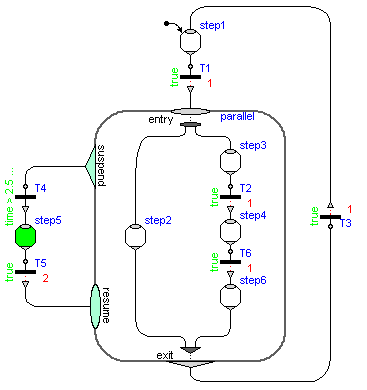 step1
T1
true
1
entry
parallel
suspend
step3
T4
time > 2.5 ...
T2
true
1
step5
step2
step4
T5
true
2
T6
true
1
1
true
T3
step6
resume
exit